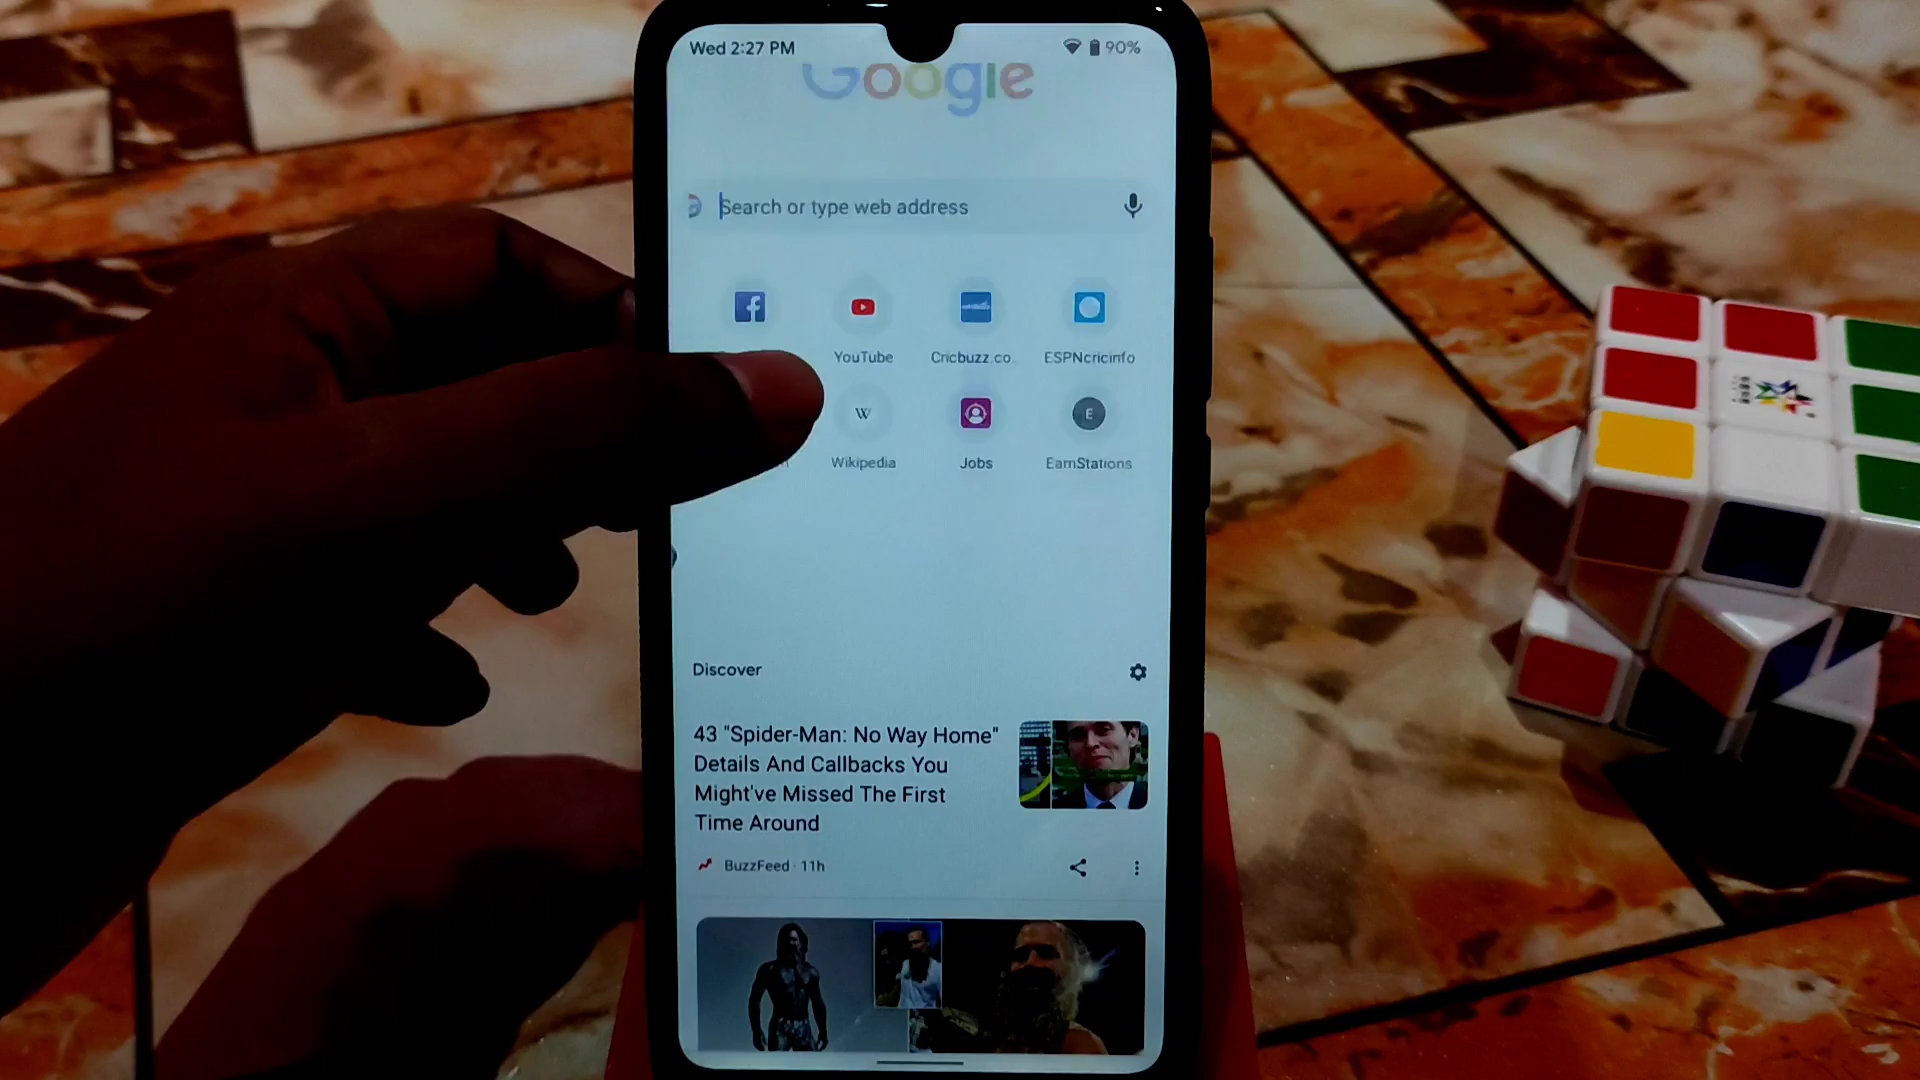 Wed 2:27 PM 90%
Google
Search or type web address
YouTube Cricbuzz.co. ESPNcricinfo
W E
Wikipedia Jobs EarnStations
Discover
43 "Spider-Man: No Way Home"
Details And Callbacks You
Might've Missed The First
Time Around
BuzzFeed · 11h